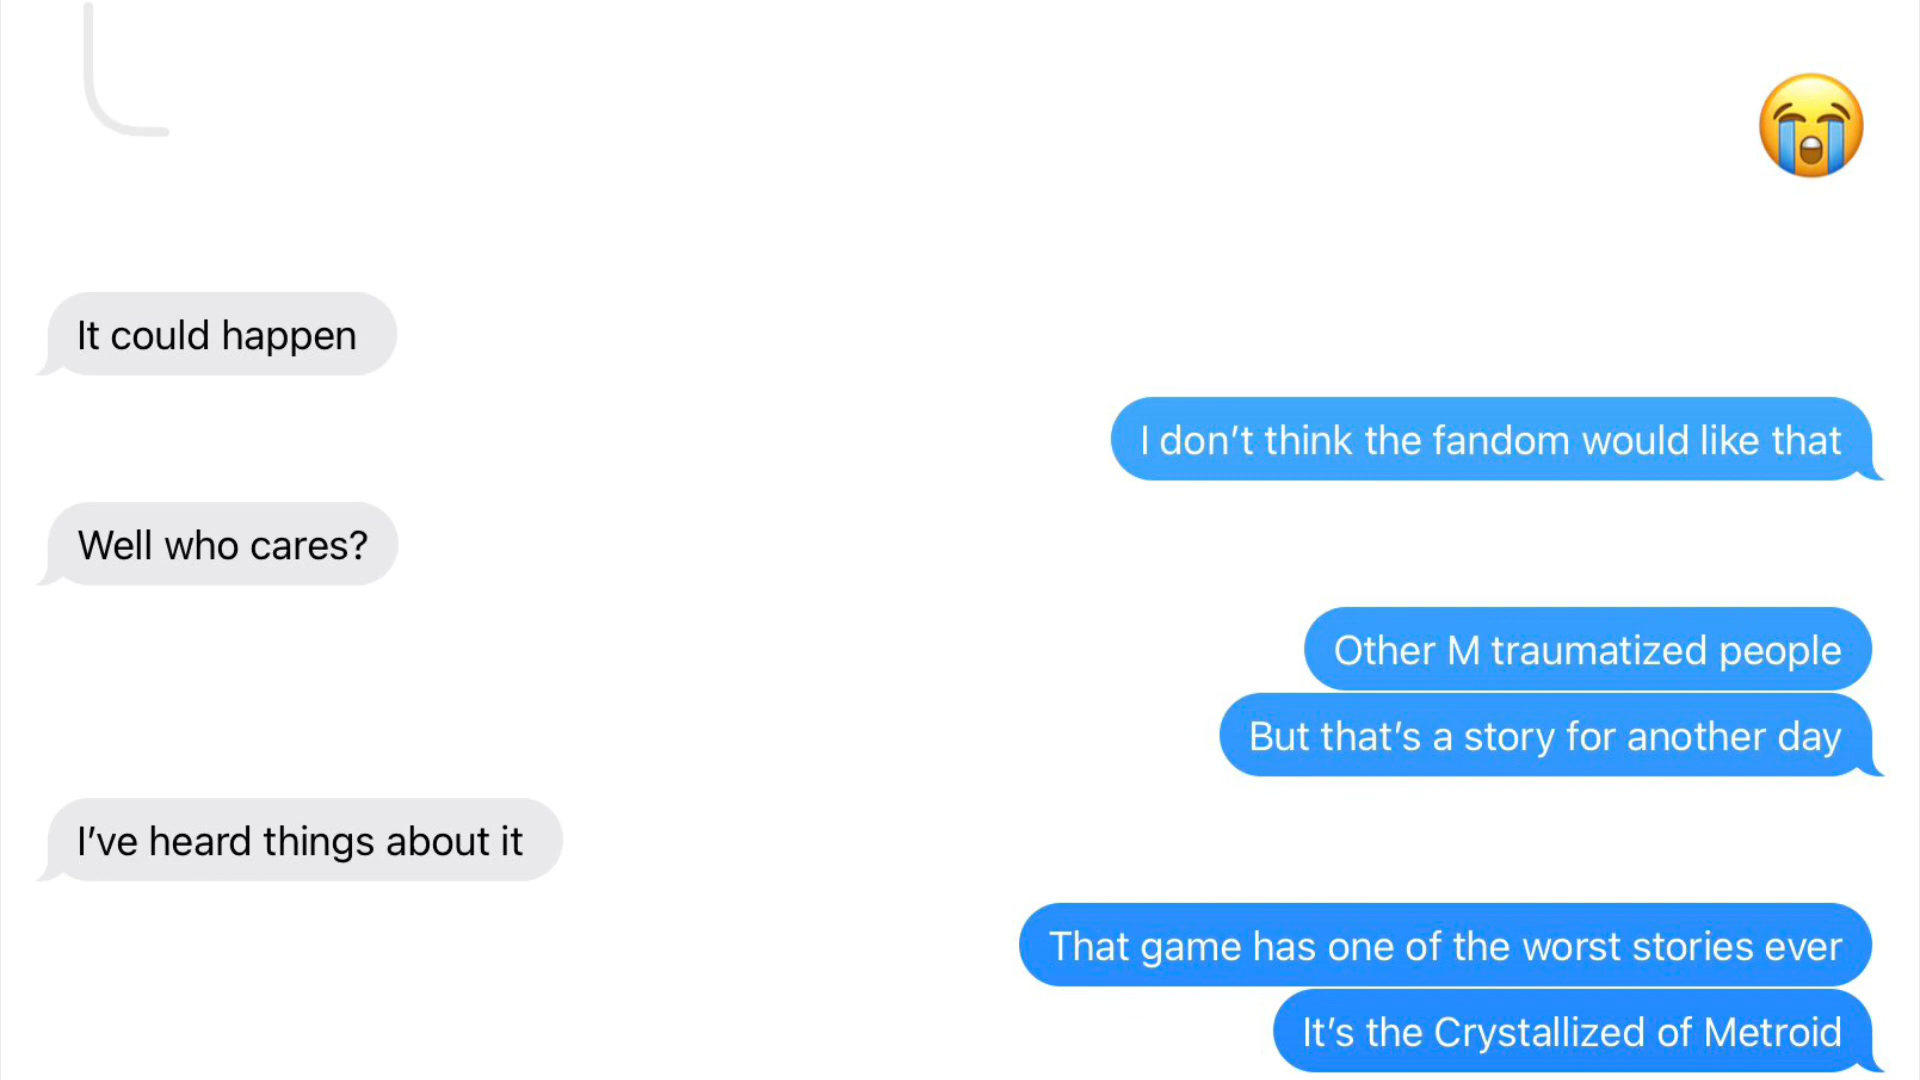 😭
It could happen
I don’t think the fandom would like that
Well who cares?
Other M traumatized people
But that’s a story for another day
I’ve heard things about it
That game has one of the worst stories ever
It’s the Crystallized of Metroid